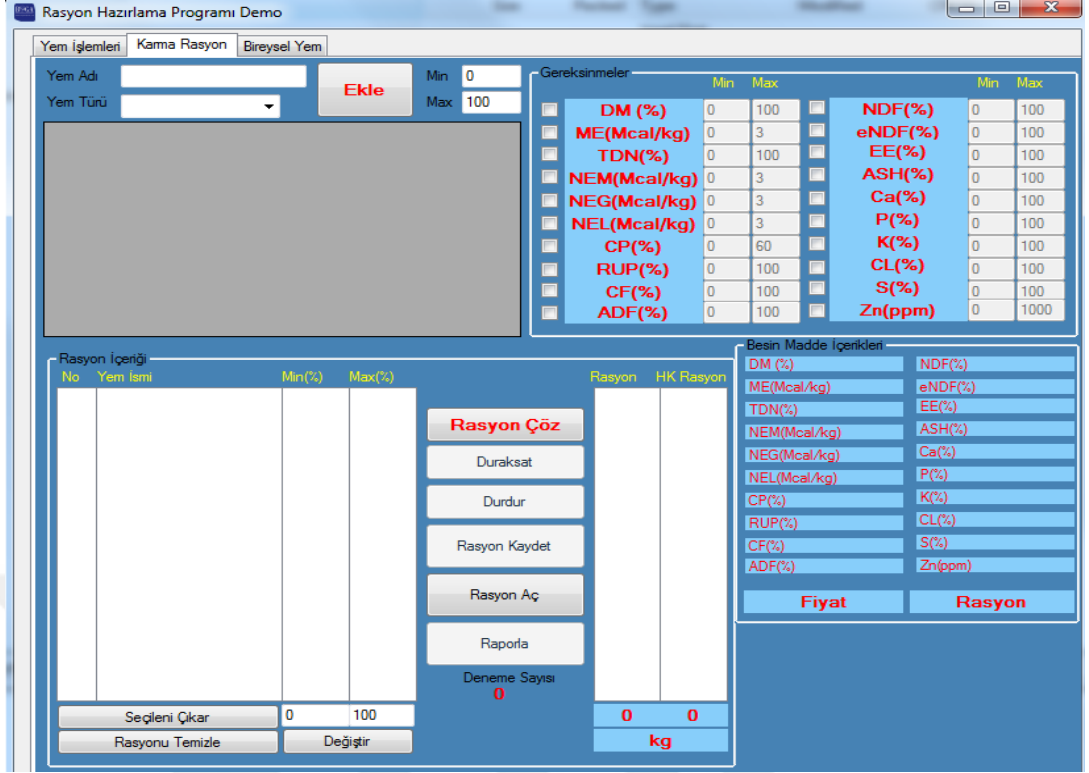 Rasyon Hazırlama Programı Demo
Yem işlemleri Karma Rasyon Bireysel Yem
Yem Adı Ekle Min 0
Yem Türü Max 100
Gereksinmeler
Min Max Min Max
DM (%) 0 100 NDF(%) 0 100
ME(Mcal/kg) 0 3 eNDF(%) 0 100
TDN(%) 0 100 EE(%) 0 100
NEM(Mcal/kg) 0 3 ASH(%) 0 100
NEG(Mcal/kg) 0 3 Ca(%) 0 100
NEL(Mcal/kg) 0 3 P(%) 0 100
CP(%) 0 60 K(%) 0 100
RUP(%) 0 100 CL(%) 0 100
CF(%) 0 100 S(%) 0 100
ADF(%) 0 100 Zn(ppm) 0 1000
Rasyon İçeriği
No Yem İsmi Min(%) Max(%) Rasyon HK Rasyon
Rasyon Çöz
Duraksat
Durdur
Rasyon Kaydet
Rasyon Aç
Raporla
Deneme Sayısı
0
Seçileni Çıkar 0 100 0 0
Rasyonu Temizle Değiştir kg
Besin Madde İçerikleri
DM (%) NDF(%)
ME(Mcal/kg) eNDF(%)
TDN(%) EE(%)
NEM(Mcal/kg) ASH(%)
NEG(Mcal/kg) Ca(%)
NEL(Mcal/kg) P(%)
CP(%) K(%)
RUP(%) CL(%)
CF(%) S(%)
ADF(%) Zn(ppm)
Fiyat Rasyon